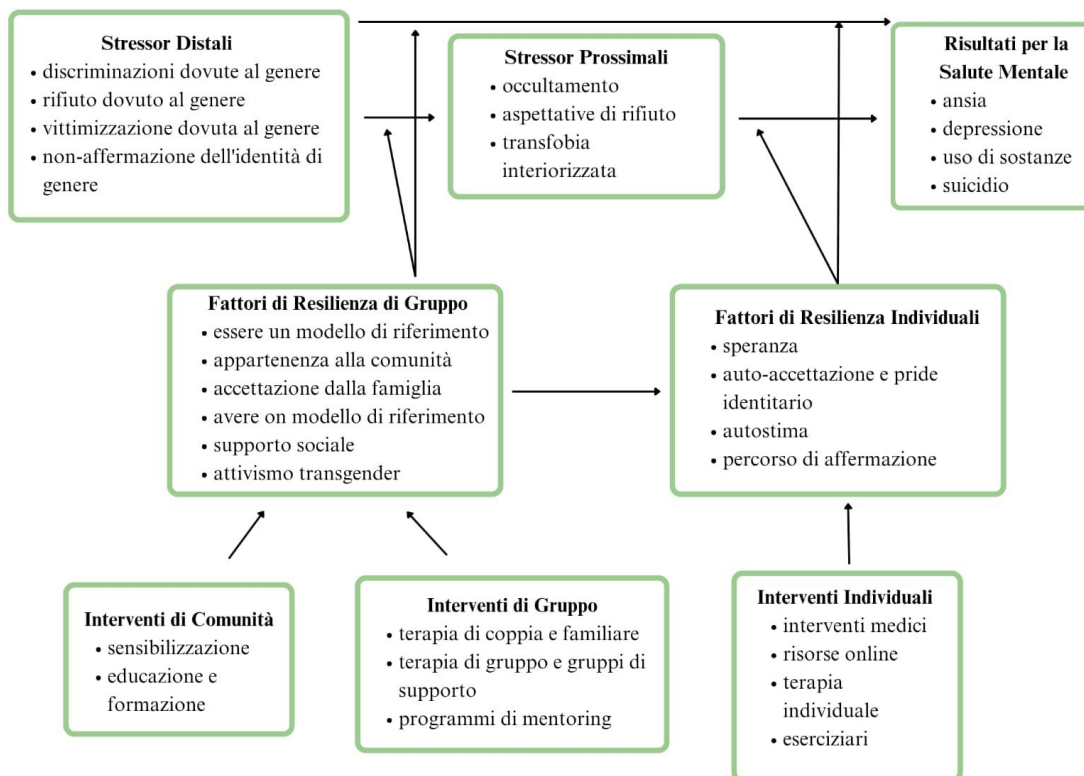 Stressor Distali
• discriminazioni dovute al genere
• rifiuto dovuto al genere
• vittimizzazione dovuta al genere
• non-affermazione dell'identità di
genere
Stressor Prossimali
• occultamento
• aspettative di rifiuto
• transfobia
interiorizzata
Risultati per la
Salute Mentale
• ansia
• depressione
• uso di sostanze
• suicidio
Fattori di Resilienza di Gruppo
• essere un modello di riferimento
• appartenenza alla comunità
• accettazione dalla famiglia
• avere on modello di riferimento
• supporto sociale
• attivismo transgender
Fattori di Resilienza Individuali
• speranza
• auto-accettazione e pride
identitario
• autostima
• percorso di affermazione
Interventi di Comunità
• sensibilizzazione
• educazione e
formazione
Interventi di Gruppo
• terapia di coppia e familiare
• terapia di gruppo e gruppi di
supporto
• programmi di mentoring
Interventi Individuali
• interventi medici
• risorse online
• terapia
individuale
• eserciziari